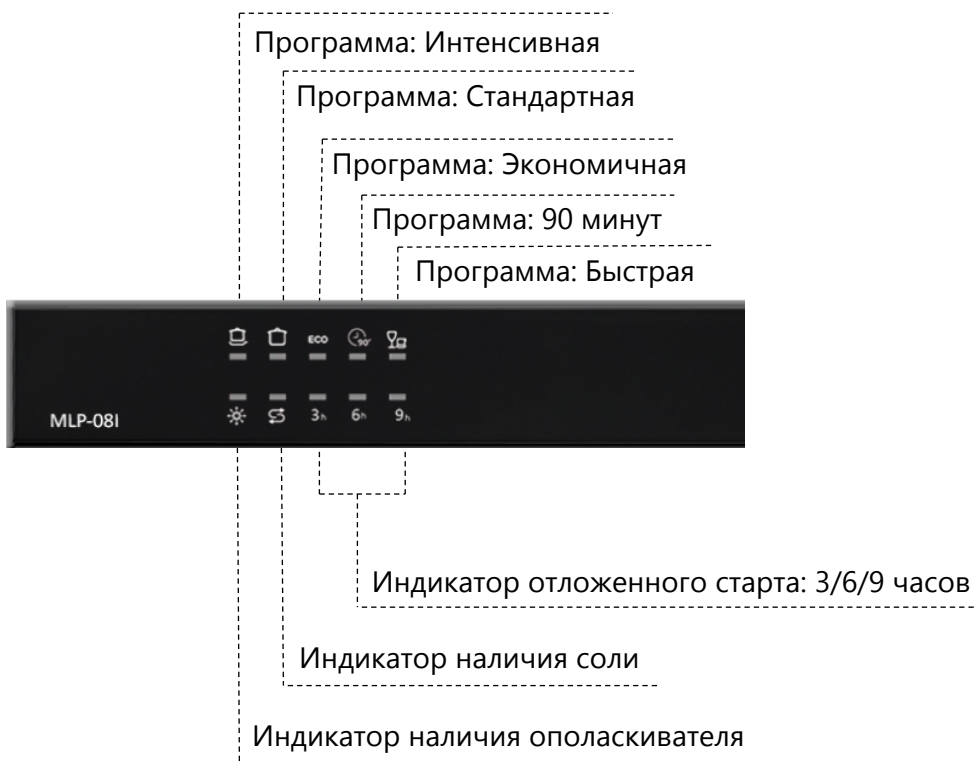 Программа: Интенсивная
Программа: Стандартная
Программа: Экономичная
Программа: 90 минут
Программа: Быстрая
ECO 90'
MLP-08I 3h 6h 9h
Индикатор отложенного старта: 3/6/9 часов
Индикатор наличия соли
Индикатор наличия ополаскивателя